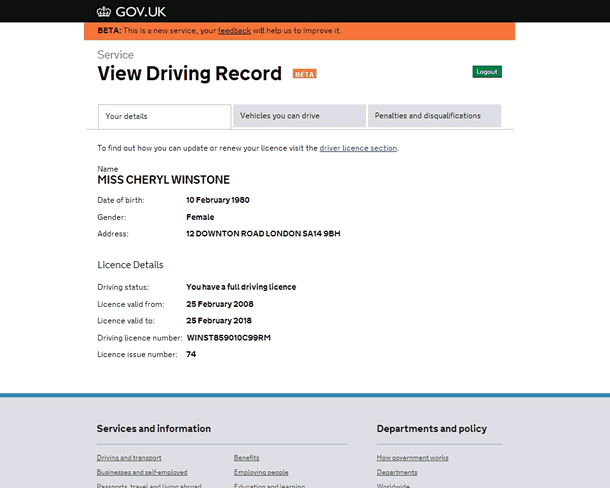 GOV.UK
BETA: This is a new service, your feedback will help us to improve it.
Service
View Driving Record BETA
Logout
Your details
Vehicles you can drive
Penalties and disqualifications
To find out how you can update or renew your licence visit the driver licence section.
Name
MISS CHERYL WINSTONE
Date of birth: 10 February 1980
Gender: Female
Address: 12 DOWNTON ROAD LONDON SA14 9BH
Licence Details
Driving status: You have a full driving licence
Licence valid from: 25 February 2008
Licence valid to: 25 February 2018
Driving licence number: WINST859010C99RM
Licence issue number: 74
Services and information
Departments and policy
Driving and transport
Benefits
How government works
Businesses and self-employed
Employing people
Departments
Passports, travel and living abroad
Education and learning
Worldwide